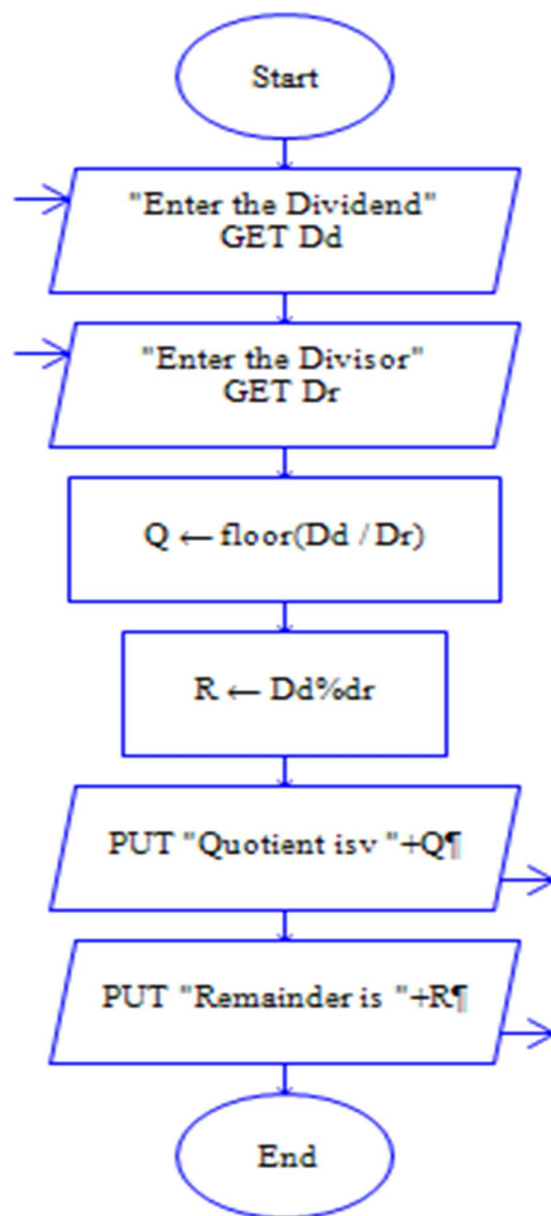 Start
"Enter the Dividend"
GET Dd
"Enter the Divisor"
GET Dr
Q ← floor(Dd / Dr)
R ← Dd%dr
PUT "Quotient isv "+Q¶
PUT "Remainder is "+R¶
End